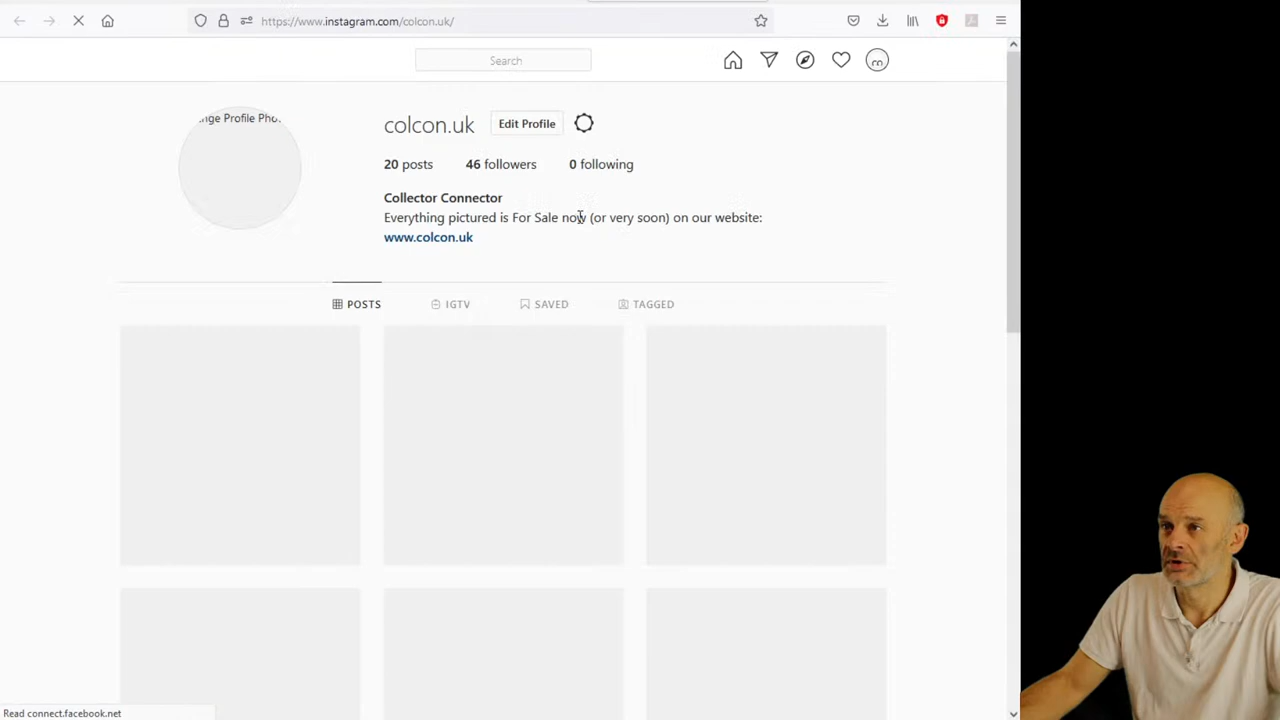 https://www.instagram.com/colcon.uk/
Search
nge Profile Pho
colcon.uk
Edit Profile
20 posts 46 followers 0 following
Collector Connector
Everything pictured is For Sale now (or very soon) on our website:
www.colcon.uk
POSTS IGTV SAVED TAGGED
Read connect.facebook.net